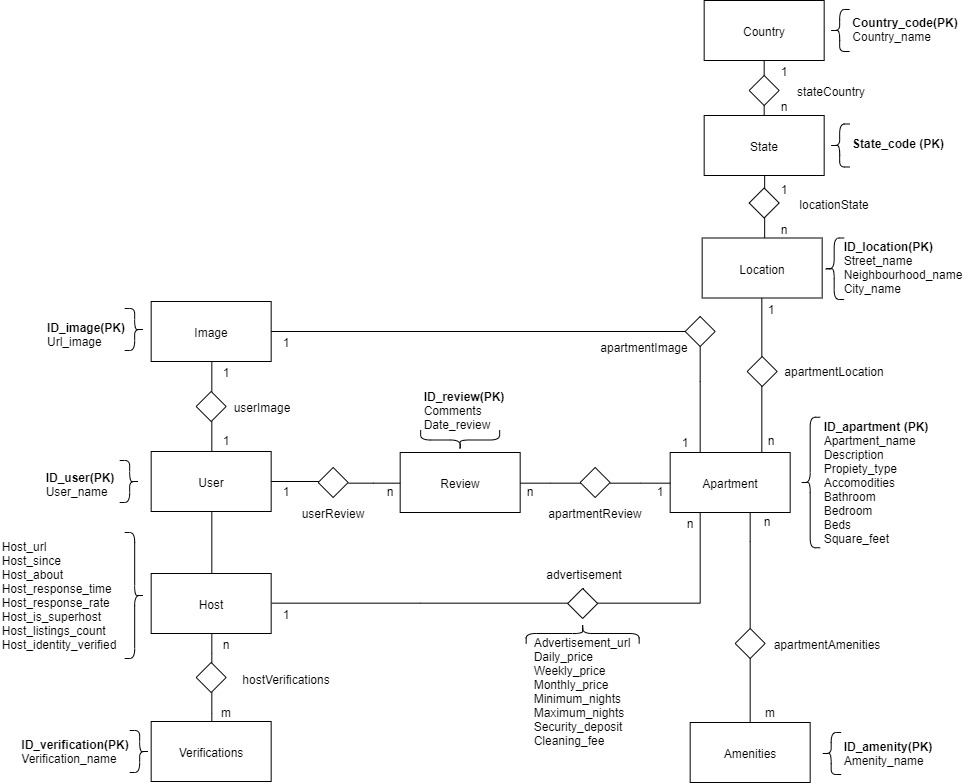 Country
Country_code(PK)
Country_name
1
stateCountry
n
State
State_code (PK)
1
locationState
n
Location
ID_location(PK)
Street_name
Neighbourhood_name
City_name
1
apartmentLocation
n
ID_image(PK)
Url_image
Image
1
apartmentImage
1
1
userImage
1
ID_user(PK)
User_name
User
1
userReview
n
ID_review(PK)
Comments
Date_review
Review
n
apartmentReview
1
Apartment
ID_apartment (PK)
Apartment_name
Description
Propiety_type
Accomodities
Bathroom
Bedroom
Beds
Square_feet
n
n
Host_url
Host_since
Host_about
Host_response_time
Host_response_rate
Host_is_superhost
Host_listings_count
Host_identity_verified
Host
1
advertisement
Advertisement_url
Daily_price
Weekly_price
Monthly_price
Minimum_nights
Maximum_nights
Security_deposit
Cleaning_fee
n
hostVerifications
m
apartmentAmenities
m
ID_verification(PK)
Verification_name
Verifications
Amenities
ID_amenity(PK)
Amenity_name